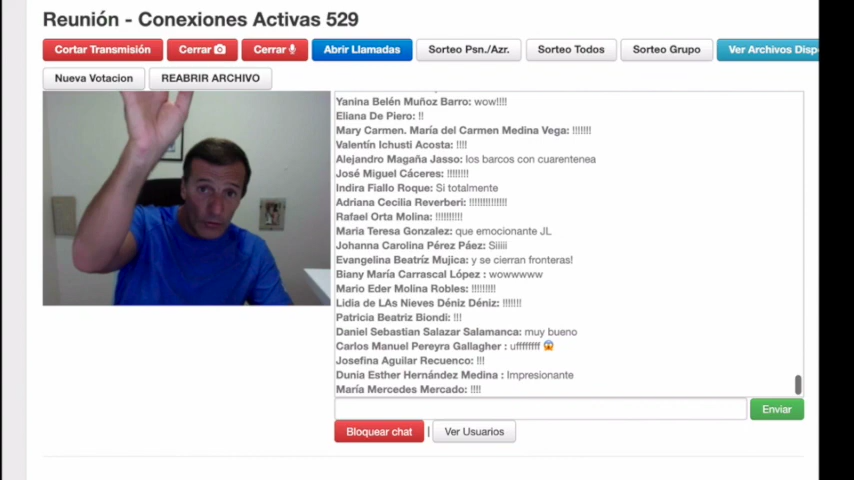 Reunión - Conexiones Activas 529
Cortar Transmisión Cerrar Cerrar Abrir Llamadas Sorteo Psn./Azr. Sorteo Todos Sorteo Grupo Ver Archivos Disp
Nueva Votacion REABRIR ARCHIVO
Yanina Belén Muñoz Barro: wow!!!!
Eliana De Piero: !!
Mary Carmen. María del Carmen Medina Vega: !!!!!!!
Valentín Ichusti Acosta: !!!!
Alejandro Magaña Jasso: los barcos con cuarentenea
José Miguel Cáceres: !!!!!!!!
Indira Fiallo Roque: Si totalmente
Adriana Cecilia Reverberi: !!!!!!!!!!!!!!
Rafael Orta Molina: !!!!!!!!!!
Maria Teresa Gonzalez: que emocionante JL
Johanna Carolina Pérez Páez: Siiiii
Evangelina Beatríz Mujica: y se cierran fronteras!
Biany María Carrascal López : wowwwww
Mario Eder Molina Robles: !!!!!!!!!
Lidia de LAs Nieves Déniz Déniz: !!!!!!!
Patricia Beatriz Biondi: !!!
Daniel Sebastian Salazar Salamanca: muy bueno
Carlos Manuel Pereyra Gallagher : uffffffff 😱
Josefina Aguilar Recuenco: !!!
Dunia Esther Hernández Medina : Impresionante
María Mercedes Mercado: !!!!
Enviar
Bloquear chat | Ver Usuarios